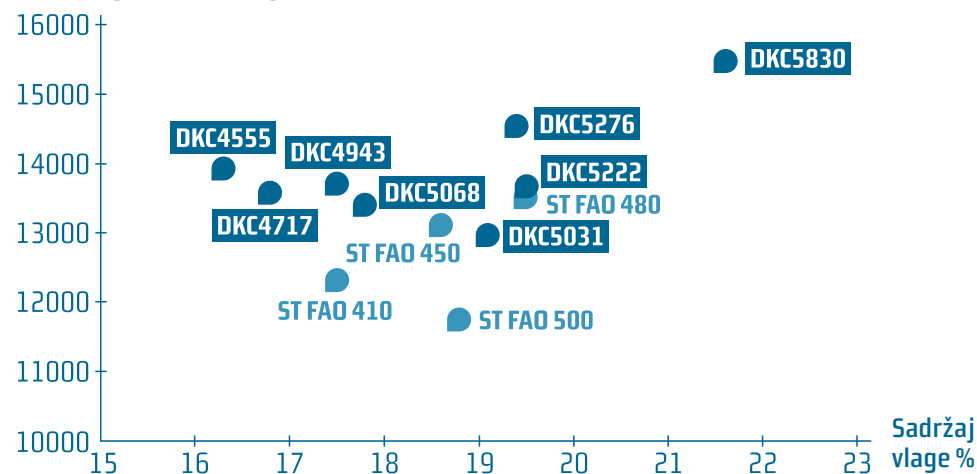 16000
15000
14000
13000
12000
11000
10000
DKC5830
DKC5276
DKC4555
DKC4943
DKC5222
DKC5068
ST FAO 480
DKC4717
DKC5031
ST FAO 450
ST FAO 410
ST FAO 500
15 16 17 18 19 20 21 22 23
Sadržaj
vlage %